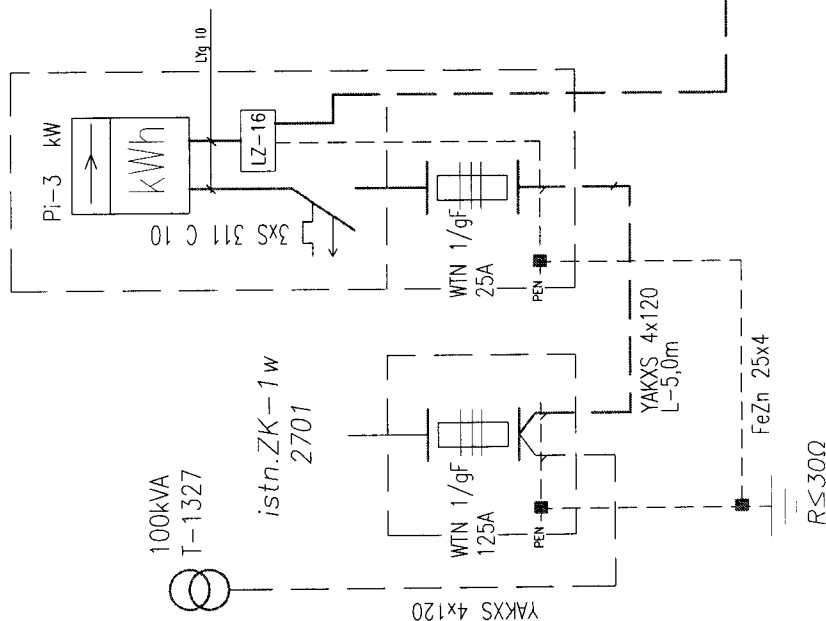 Pi-3 kW
kWh
LYg 10
LZ-16
3xS 311 C 10
WTN 1/gF
25A
PEN
100kVA
T-1327
istn.ZK-1w
2701
WTN 1/gF
125A
PEN
YAKXS 4x120
YAKXS 4x120
L-5,0m
FeZn 25x4
R≤30Ω